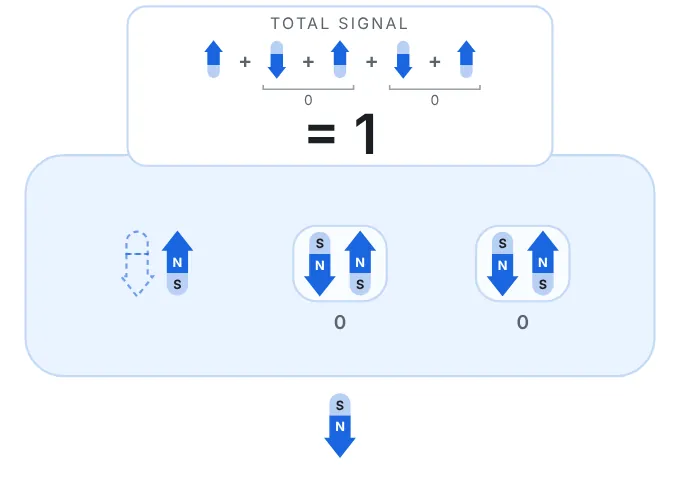 TOTAL SIGNAL
+ + + +
0 0
= 1
S S
N N N N N
S S S
0 0
S
N